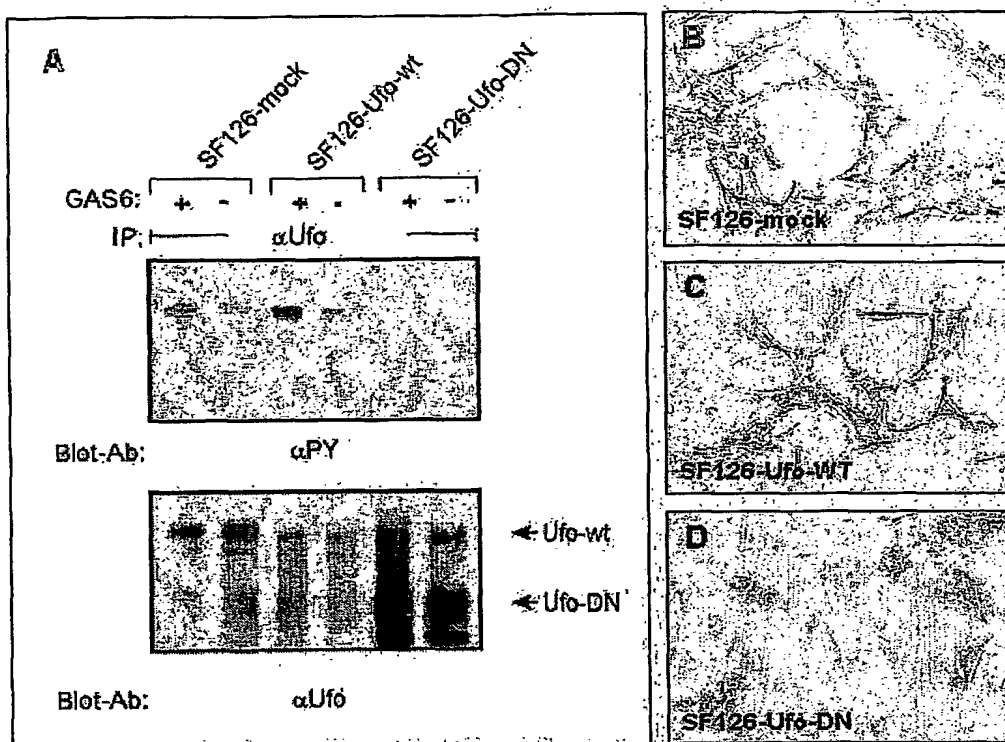 A
SF126-mock
SF126-Ufo-wt
SF126-Ufo-DN
GAS6: + - + - + -
IP: αUfo
Blot-Ab: αPY
Ufo-wt
Ufo-DN
Blot-Ab: αUfo
B
SF126-mock
C
SF126-Ufo-WT
D
SF126-Ufo-DN